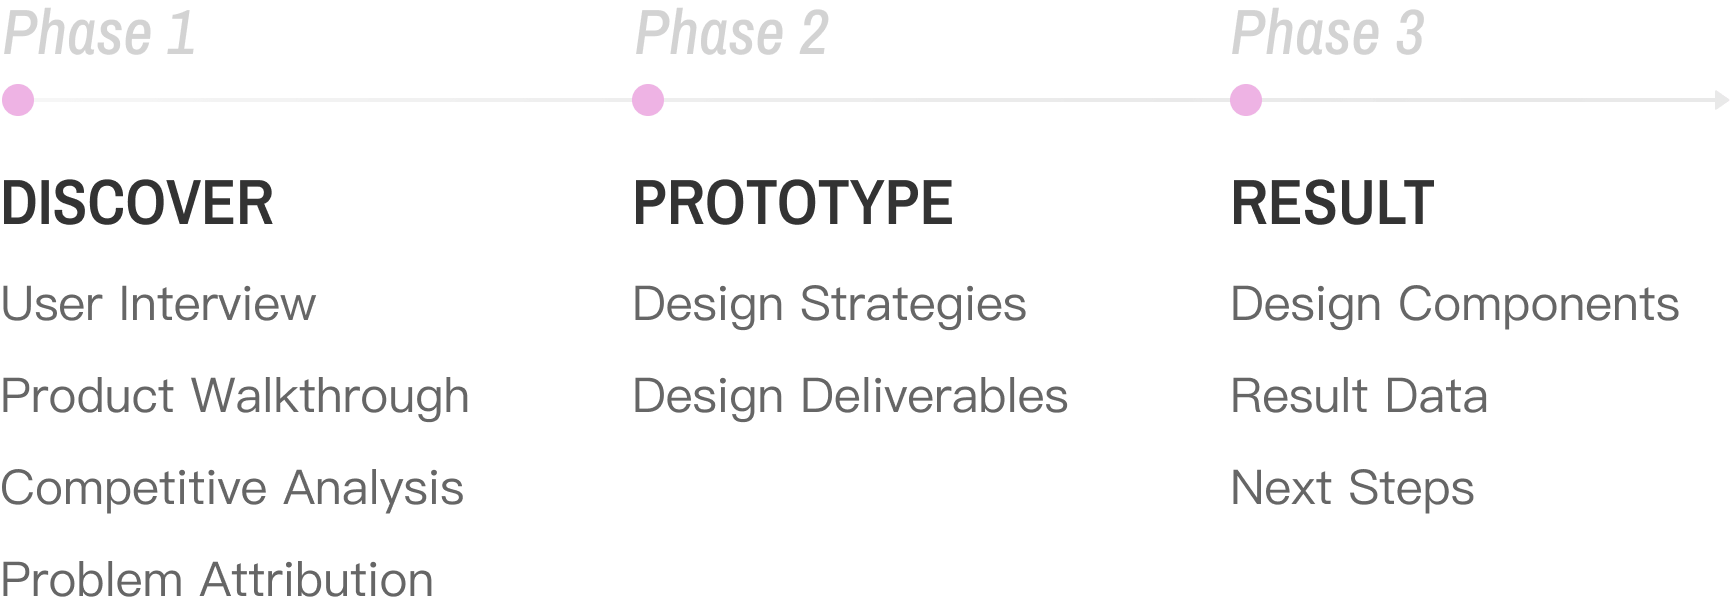 Phase 1
DISCOVER
User Interview
Product Walkthrough
Competitive Analysis
Problem Attribution
Phase 2
PROTOTYPE
Design Strategies
Design Deliverables
Phase 3
RESULT
Design Components
Result Data
Next Steps